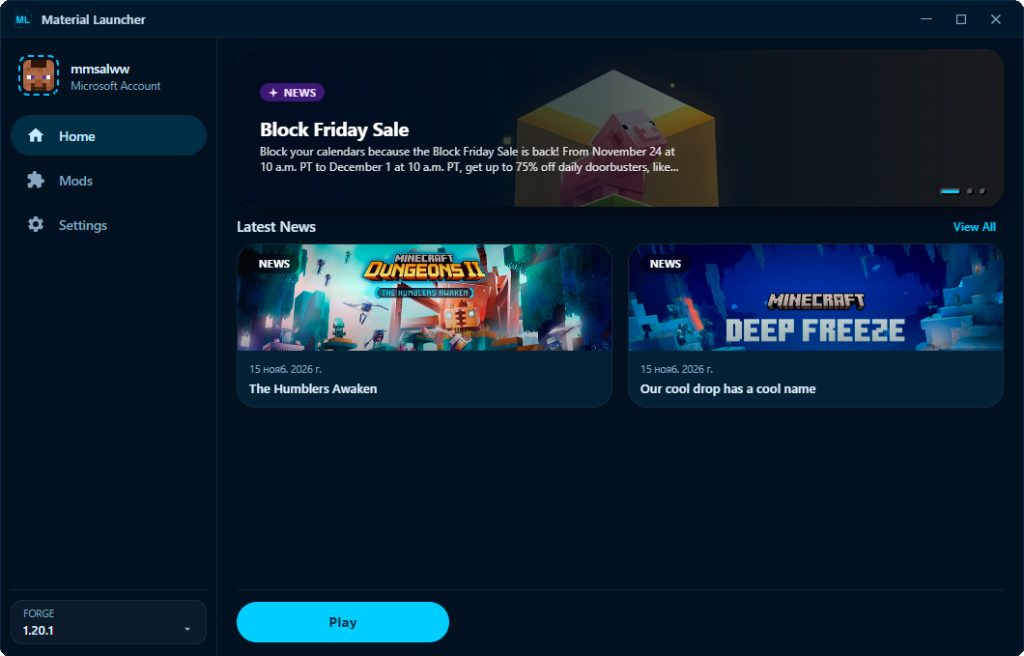 ML Material Launcher
mmsalww
Microsoft Account
Home
Mods
Settings
FORGE
1.20.1
NEWS
Block Friday Sale
Block your calendars because the Block Friday Sale is back! From November 24 at
10 a.m. PT to December 1 at 10 a.m. PT, get up to 75% off daily doorbusters, like...
Latest News
View All
NEWS
MINECRAFT
DUNGEONS II
THE HUMBLERS AWAKEN
15 нояб. 2026 г.
The Humblers Awaken
NEWS
MINECRAFT
DEEP FREEZE
15 нояб. 2026 г.
Our cool drop has a cool name
Play